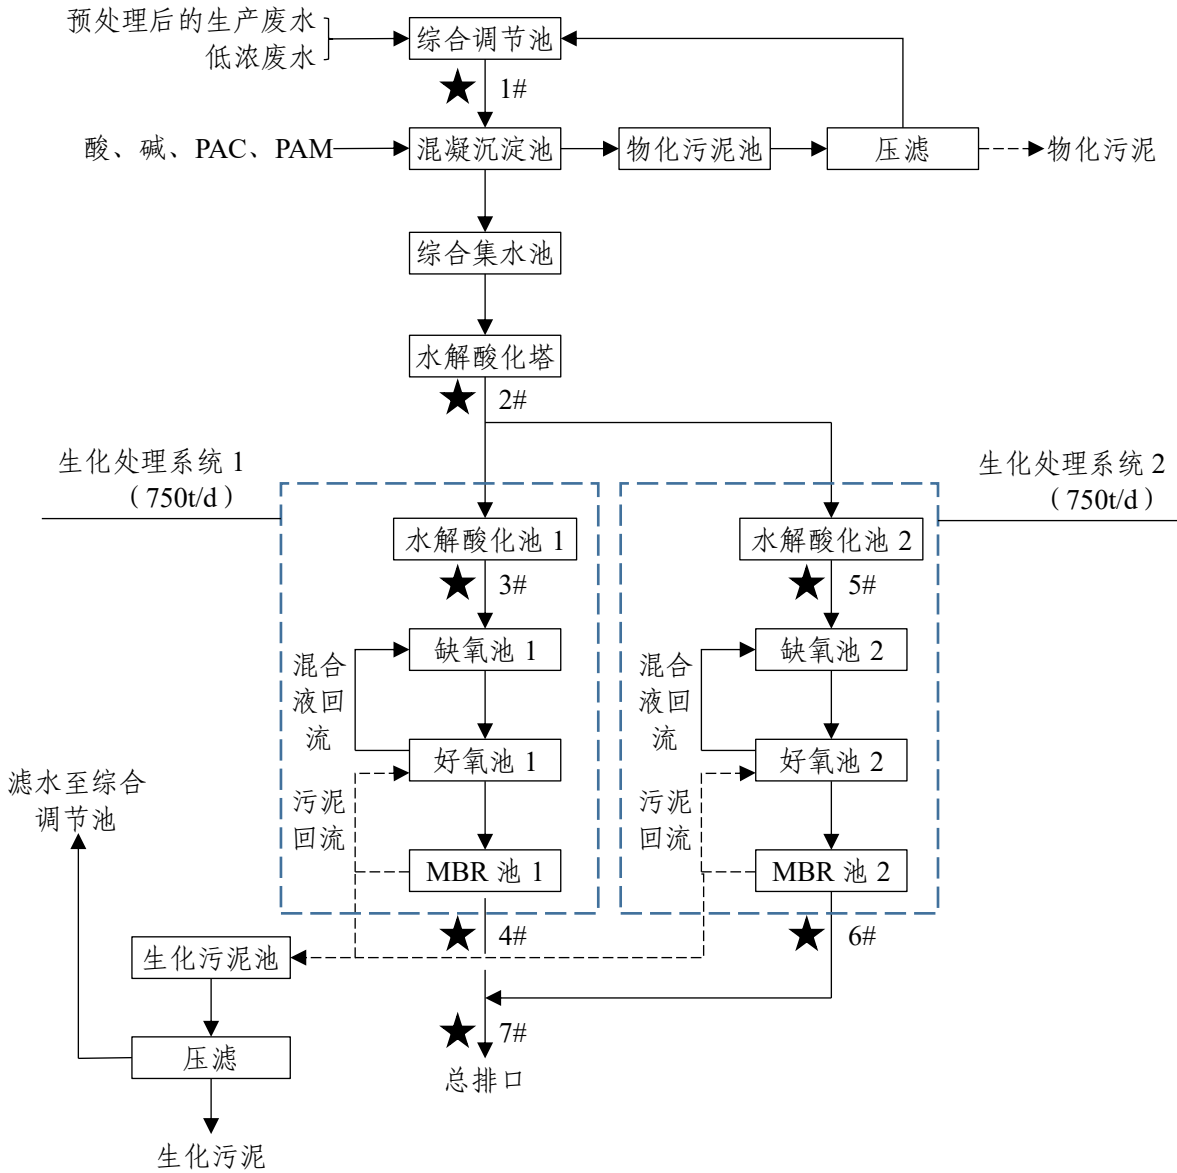 预处理后的生产废水
低浓废水
综合调节池
★ 1#
酸、碱、PAC、PAM
混凝沉淀池
物化污泥池
压滤
物化污泥
综合集水池
水解酸化塔
★ 2#
生化处理系统 1
（750t/d）
生化处理系统 2
（750t/d）
水解酸化池 1
水解酸化池 2
★ 3#
★ 5#
缺氧池 1
缺氧池 2
混合
液回
流
混合
液回
流
好氧池 1
好氧池 2
滤水至综合
调节池
污泥
回流
污泥
回流
MBR 池 1
MBR 池 2
★ 4#
★ 6#
生化污泥池
★ 7#
压滤
总排口
生化污泥